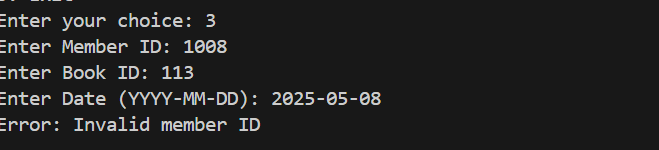 Enter your choice: 3
Enter Member ID: 1008
Enter Book ID: 113
Enter Date (YYYY-MM-DD): 2025-05-08
Error: Invalid member ID